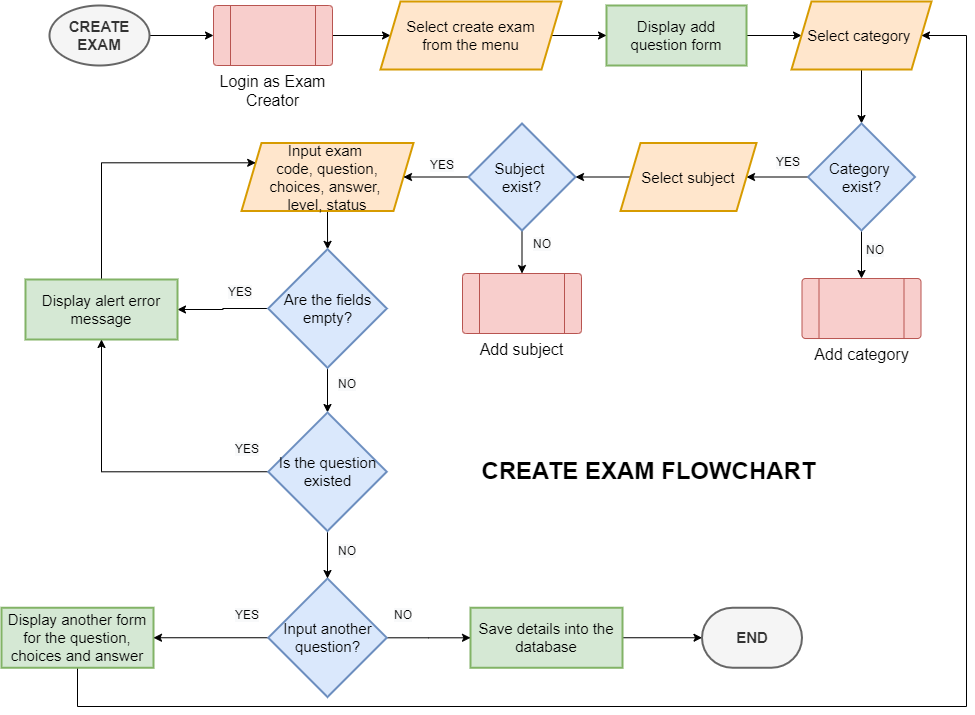 CREATE
EXAM
Login as Exam
Creator
Select create exam
from the menu
Display add
question form
Select category
Category
exist?
YES
NO
Add category
Select subject
Subject
exist?
YES
NO
Add subject
Input exam
code, question,
choices, answer,
level, status
Are the fields
empty?
YES
NO
Display alert error
message
Is the question
existed
YES
NO
CREATE EXAM FLOWCHART
Input another
question?
YES
NO
Display another form
for the question,
choices and answer
Save details into the
database
END